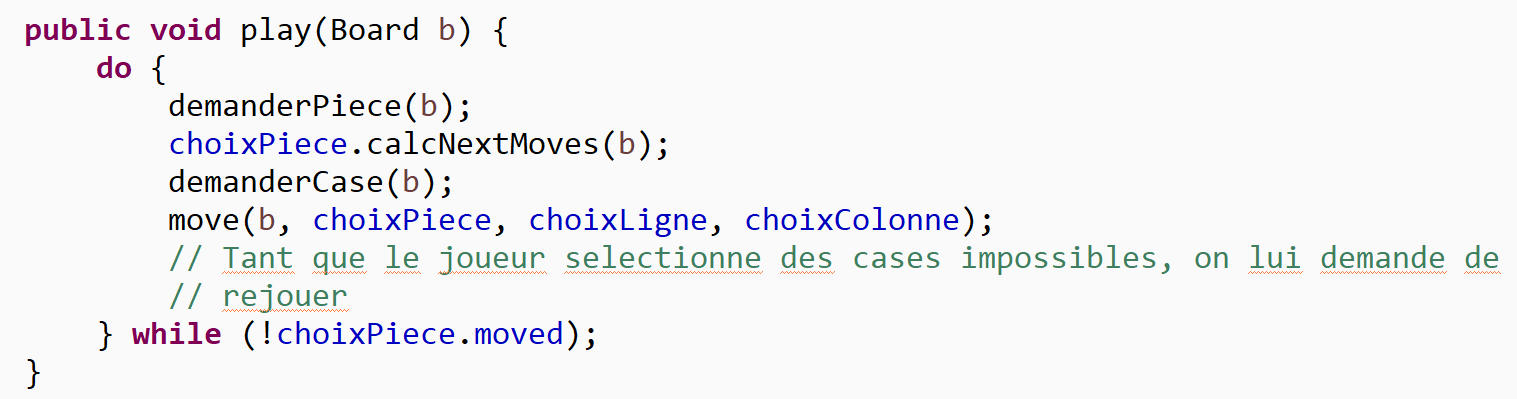 public void play(Board b) {
    do {
        demanderPiece(b);
        choixPiece.calcNextMoves(b);
        demanderCase(b);
        move(b, choixPiece, choixLigne, choixColonne);
        // Tant que le joueur selectionne des cases impossibles, on lui demande de
        // rejouer
    } while (!choixPiece.moved);
}